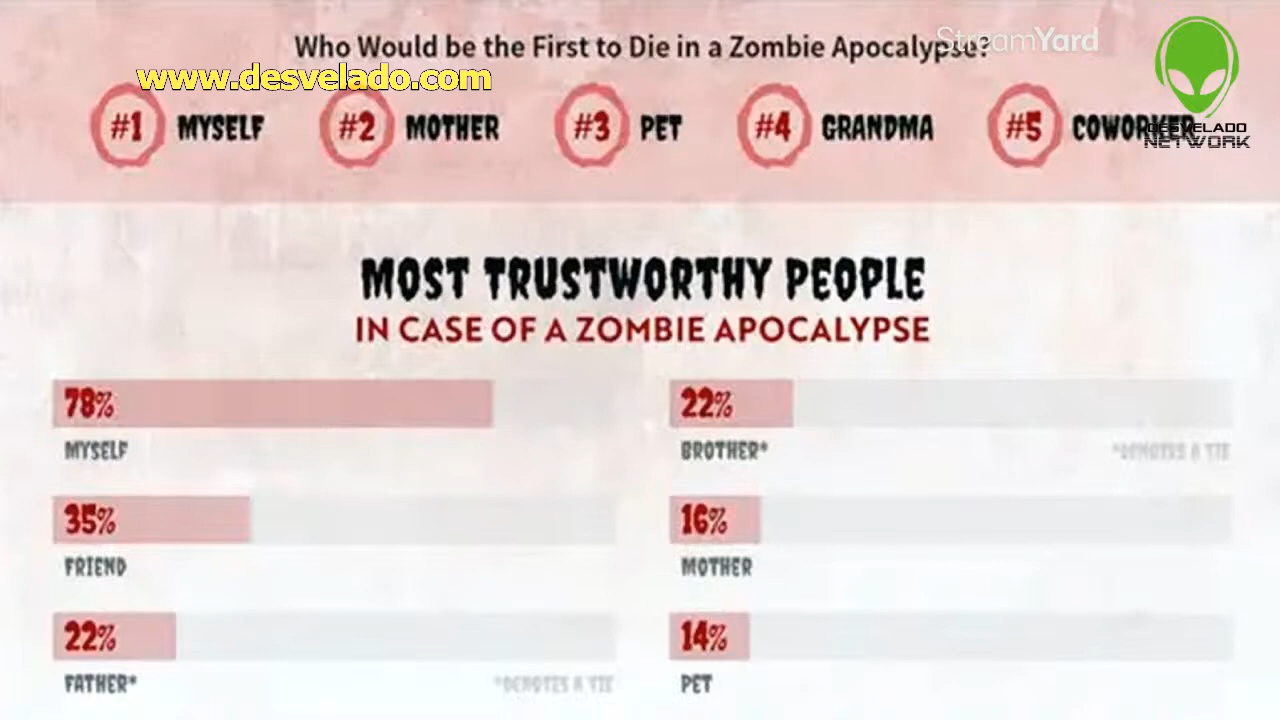 StreamYard
Who Would be the First to Die in a Zombie Apocalypse?
www.desvelado.com
#1 MYSELF #2 MOTHER #3 PET #4 GRANDMA #5 COWORKER
DESVELADO
NETWORK
MOST TRUSTWORTHY PEOPLE
IN CASE OF A ZOMBIE APOCALYPSE
78%
MYSELF
22%
BROTHER*
*DENOTES A TIE
35%
FRIEND
16%
MOTHER
22%
FATHER*
*DENOTES A TIE
14%
PET